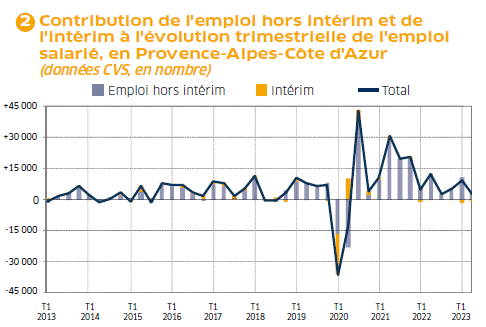 2 Contribution de l'emploi hors intérim et de
l'intérim à l'évolution trimestrielle de l'emploi
salarié, en Provence-Alpes-Côte d'Azur
(données CVS, en nombre)
Emploi hors intérim Intérim Total
+45 000
+30 000
+15 000
0
-15 000
-30 000
-45 000
T1 T1 T1 T1 T1 T1 T1 T1 T1 T1 T1
2013 2014 2015 2016 2017 2018 2019 2020 2021 2022 2023